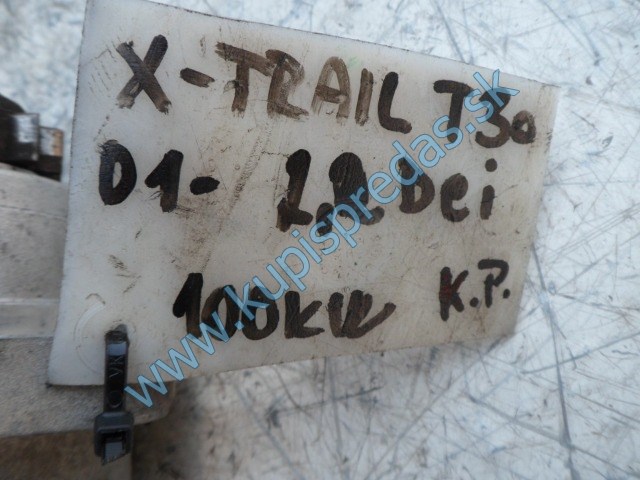 X-TRAIL T30
01- 2,2 Dci
100kW K.P.
www.kupispredas.sk